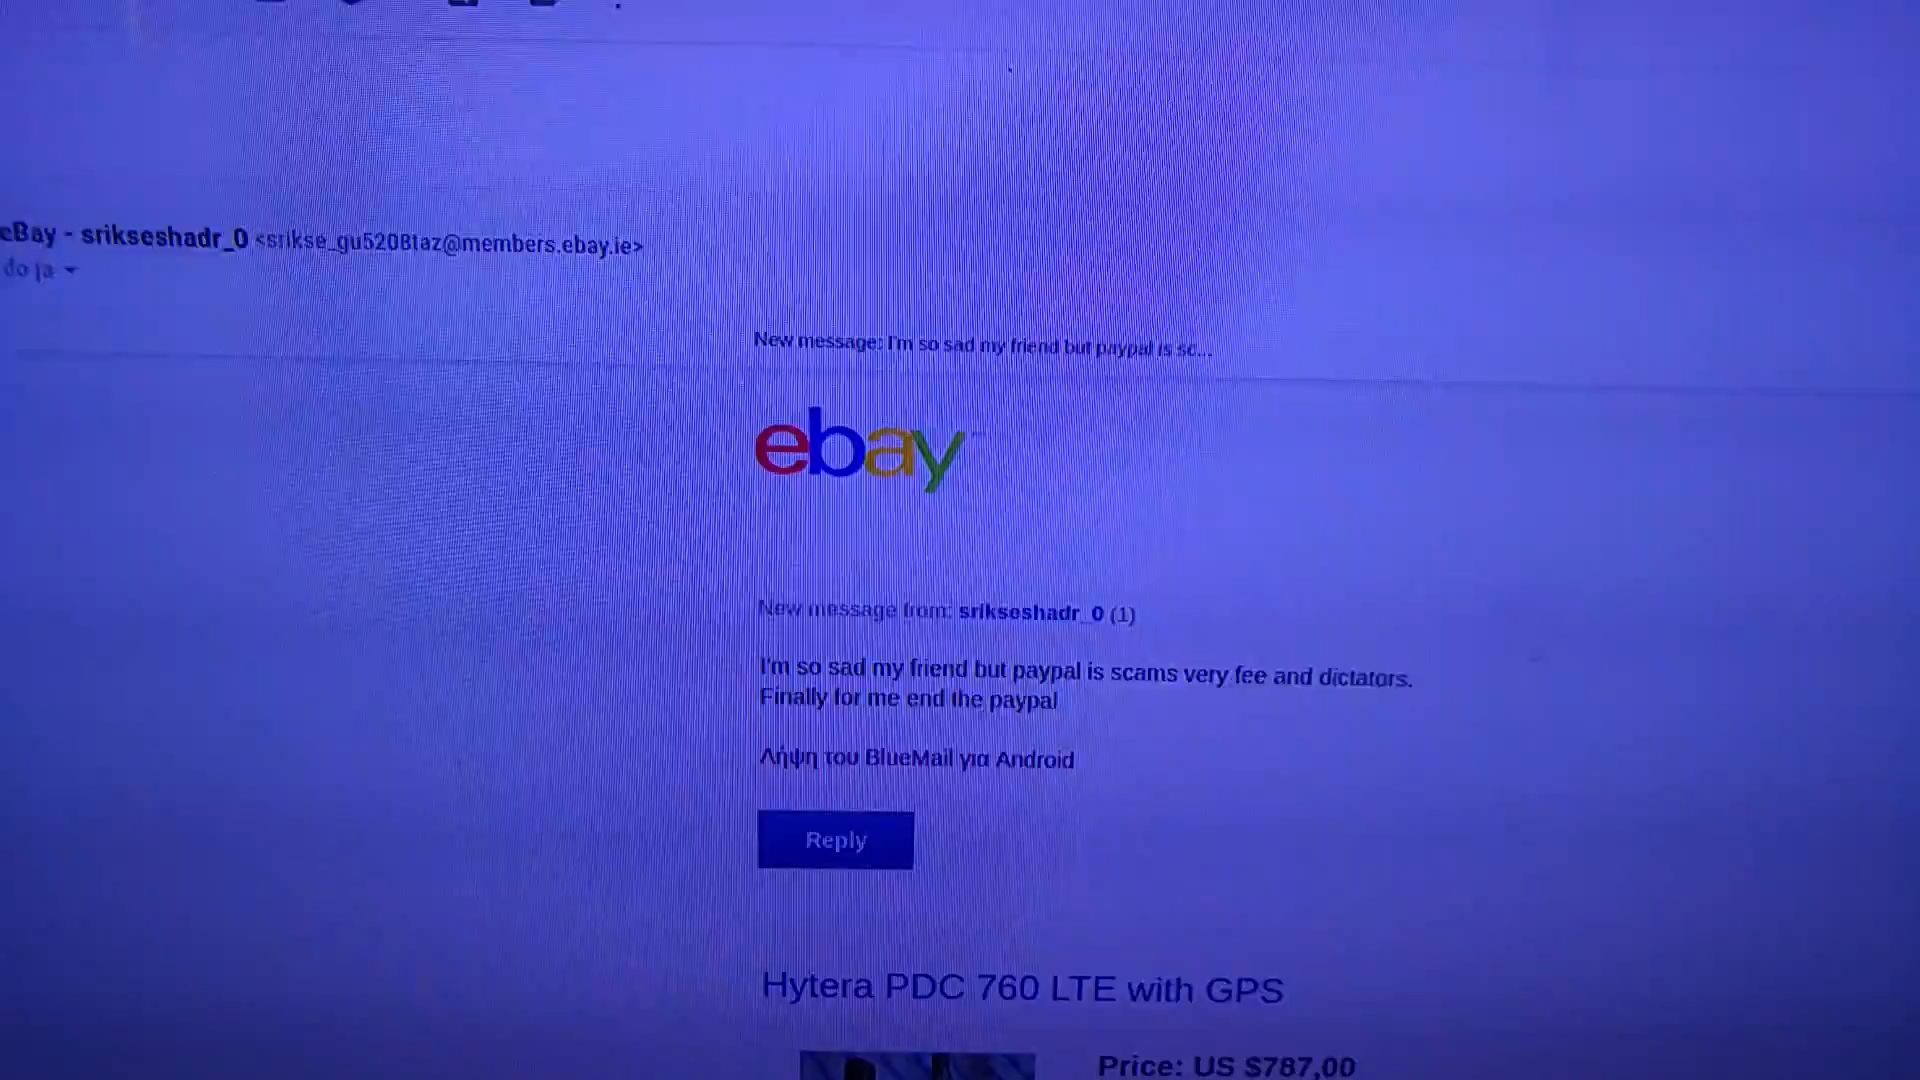 eBay - srikseshadr_0 <srikse_gu5208taz@members.ebay.ie>
do ja
New message: I'm so sad my friend but paypal is sc...
ebay
New message from: srikseshadr_0 (1)
I'm so sad my friend but paypal is scams very fee and dictators.
Finally for me end the paypal
Λήψη του BlueMail για Android
Reply
Hytera PDC 760 LTE with GPS
Price: US $787,00